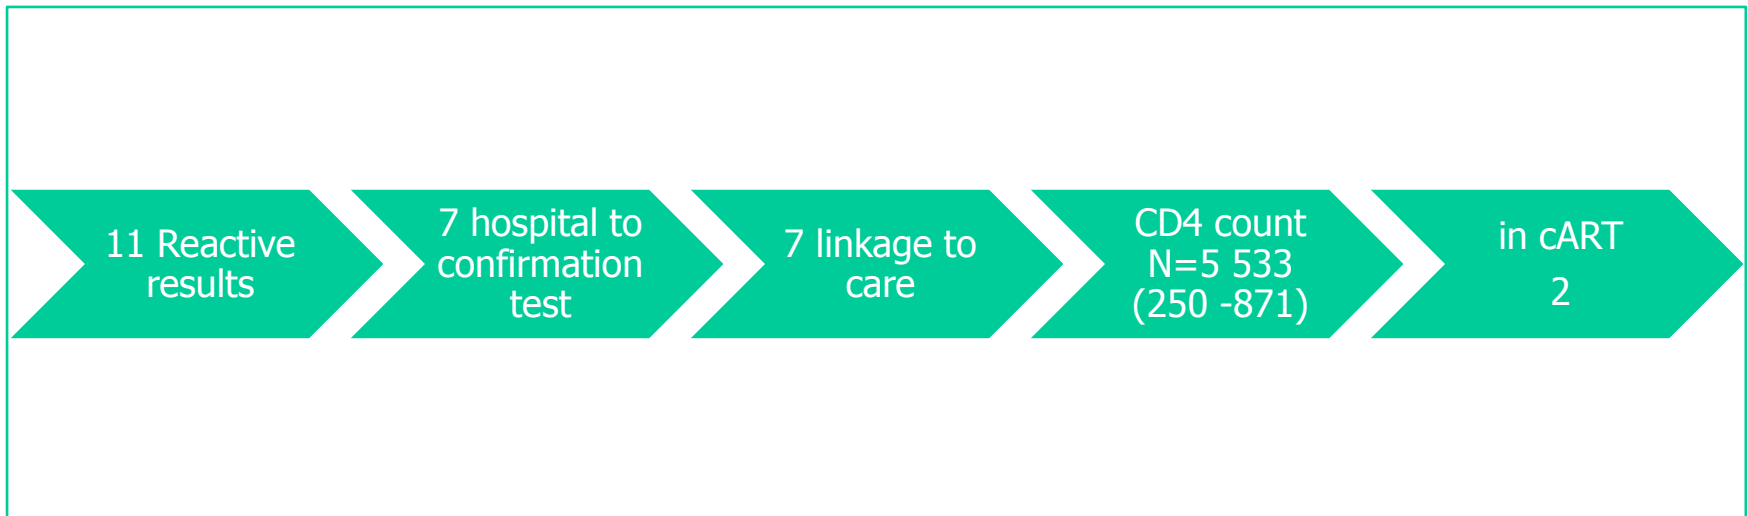 11 Reactive
results
7 hospital to
confirmation
test
7 linkage to
care
CD4 count
N=5 533
(250 -871)
in cART
2